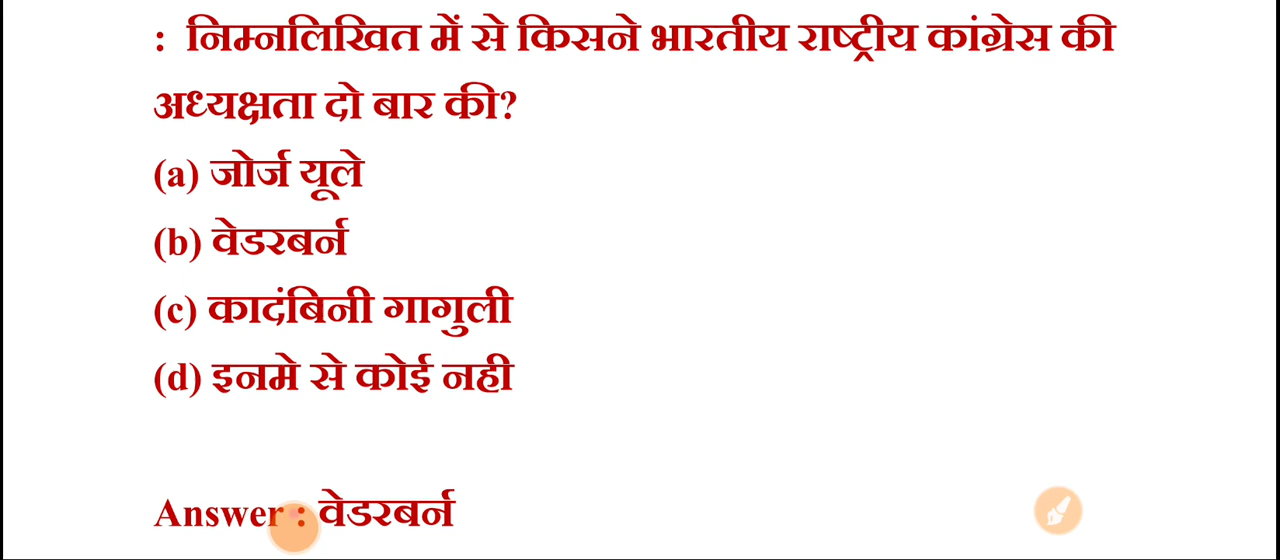 : निम्नलिखित में से किसने भारतीय राष्ट्रीय कांग्रेस की
अध्यक्षता दो बार की?
(a) जोर्ज यूले
(b) वेडरबर्न
(c) कादंबिनी गागुली
(d) इनमे से कोई नही
Answer : वेडरबर्न